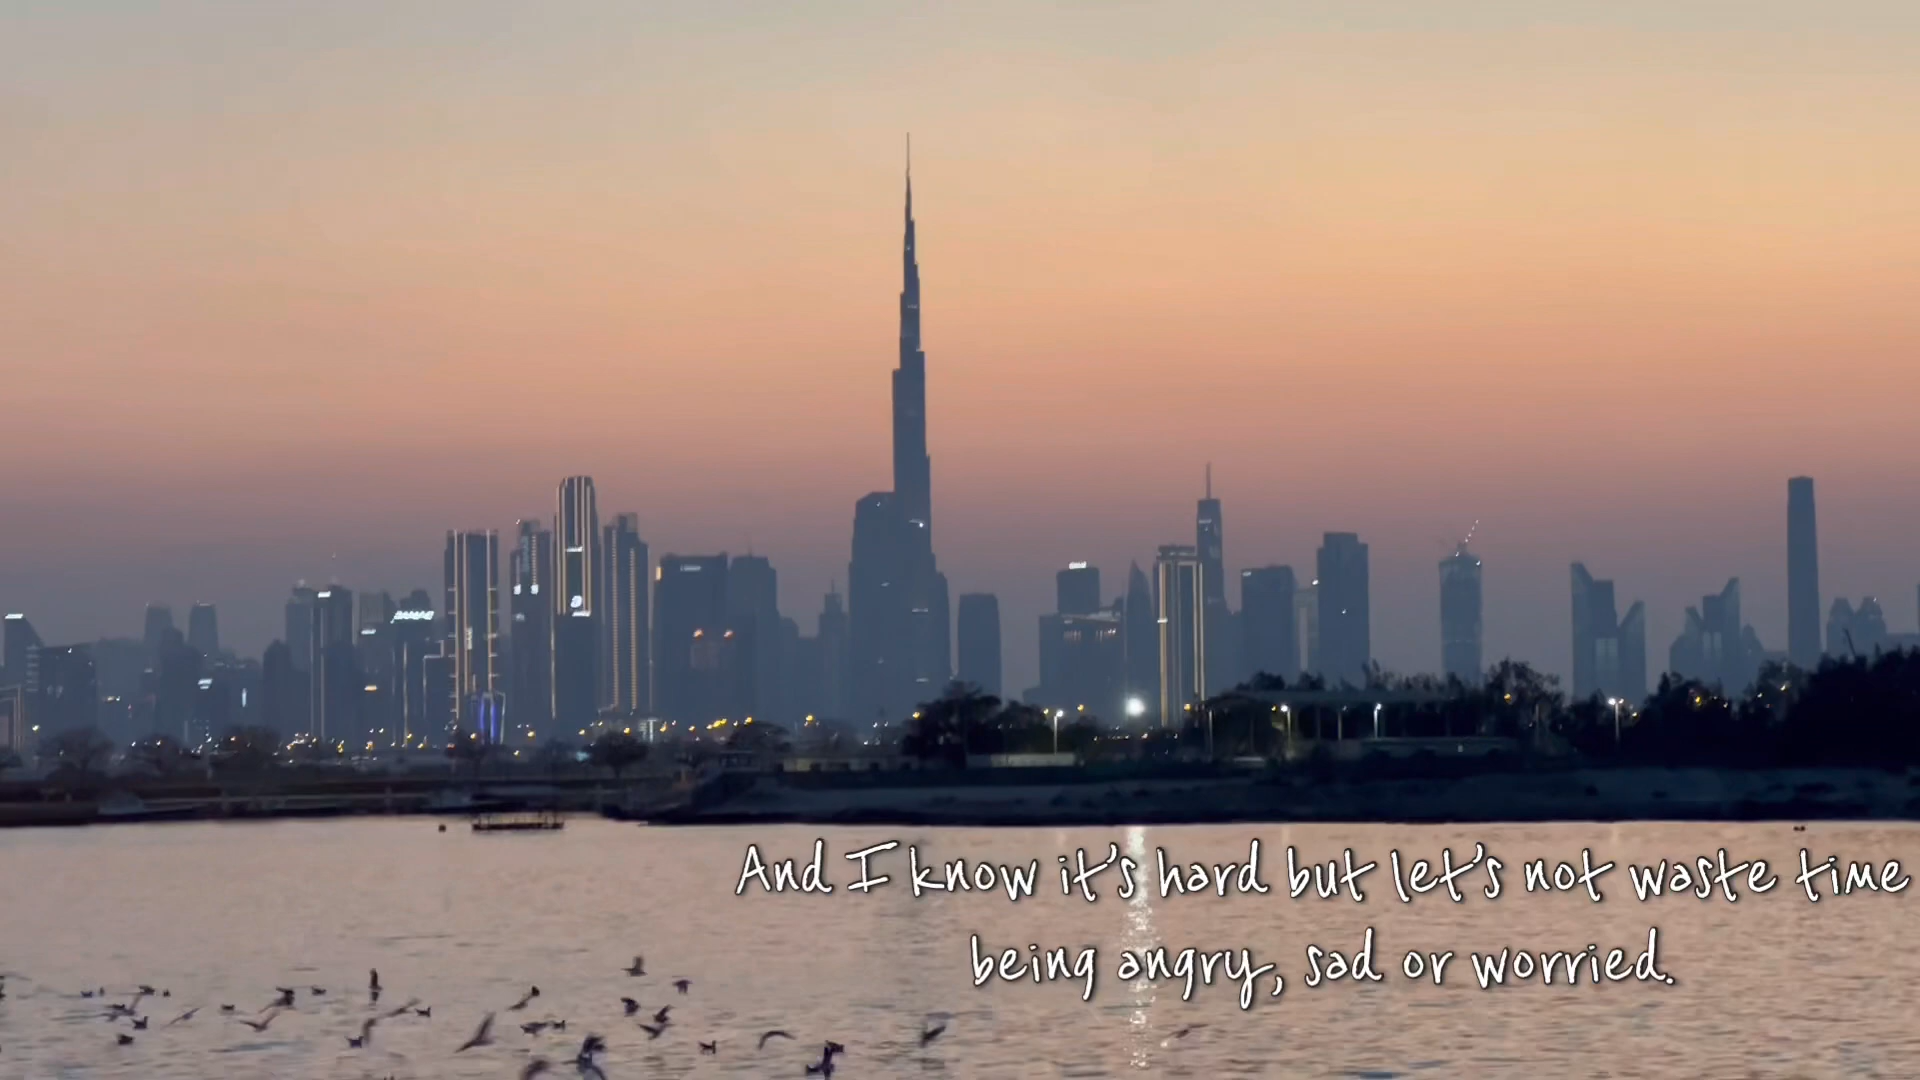 And I know it's hard but let's not waste time
being angry, sad or worried.